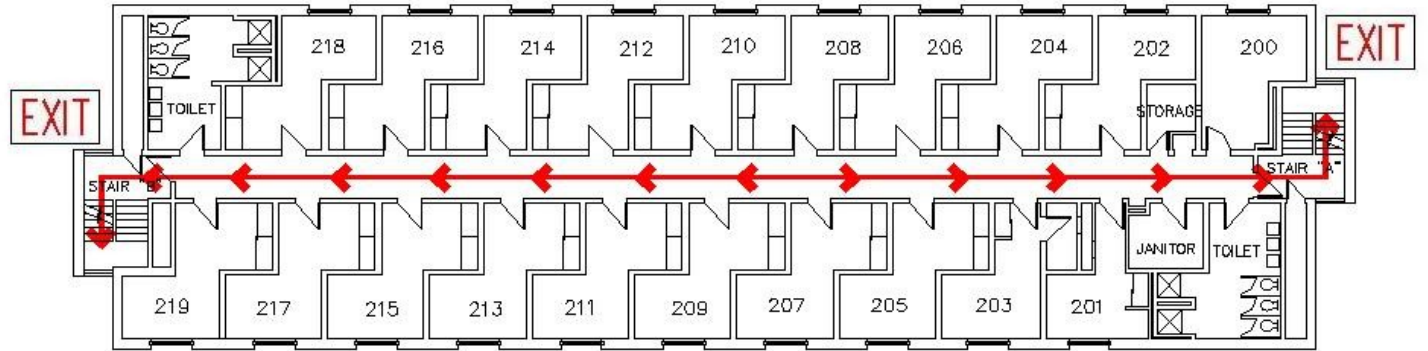 EXIT
218 216 214 212 210 208 206 204 202 200
TOILET
STORAGE
EXIT
STAIR "B"
STAIR "A"
JANITOR
TOILET
219 217 215 213 211 209 207 205 203 201